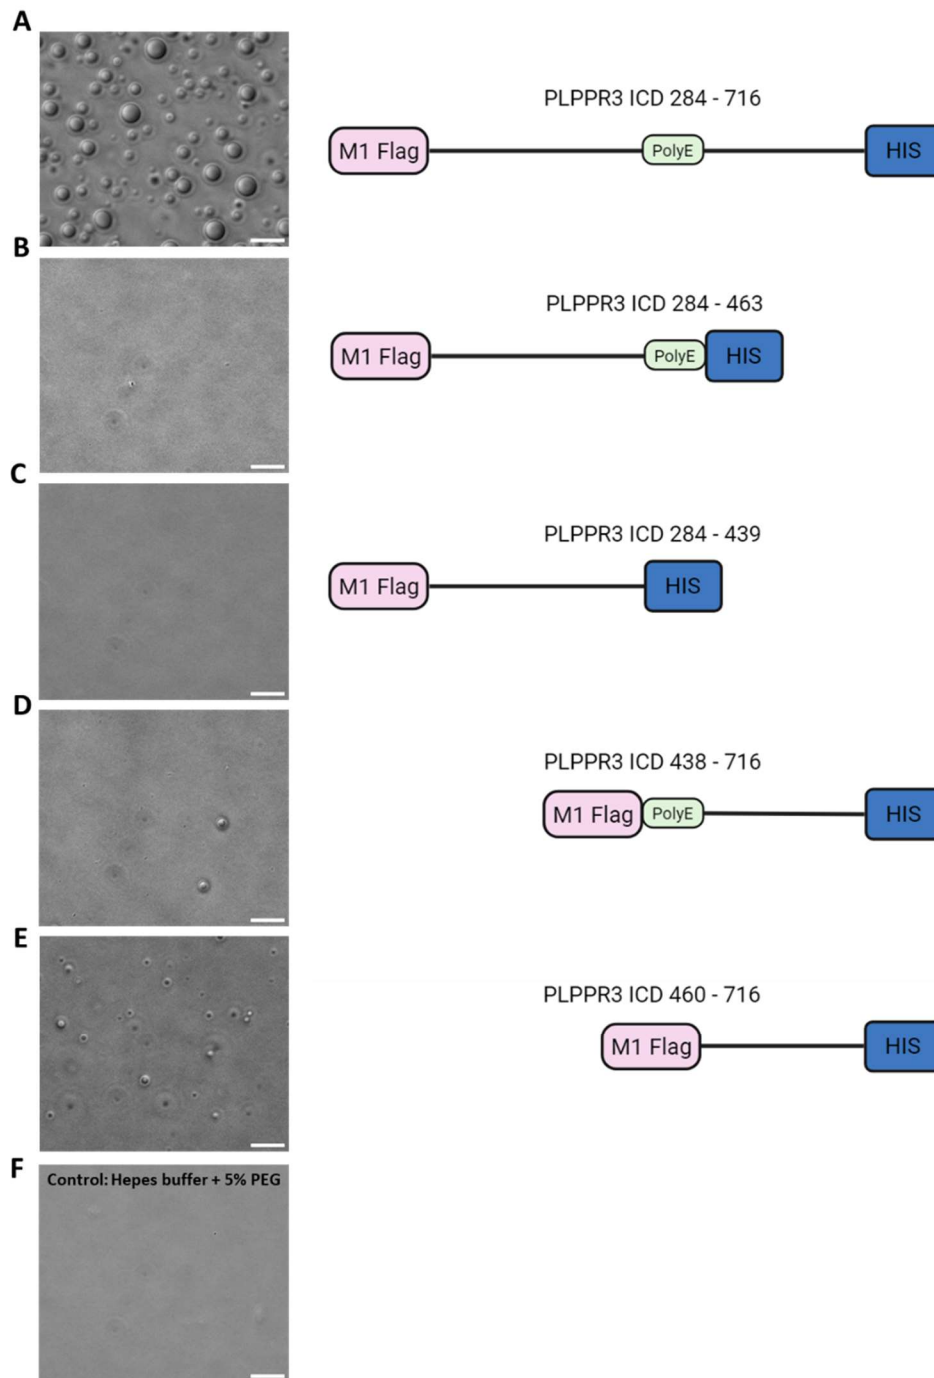 A
PLPPR3 ICD 284 - 716
M1 Flag
PolyE
HIS
B
PLPPR3 ICD 284 - 463
M1 Flag
PolyE
HIS
C
PLPPR3 ICD 284 - 439
M1 Flag
HIS
D
PLPPR3 ICD 438 - 716
M1 Flag
PolyE
HIS
E
PLPPR3 ICD 460 - 716
M1 Flag
HIS
F
Control: Hepes buffer + 5% PEG